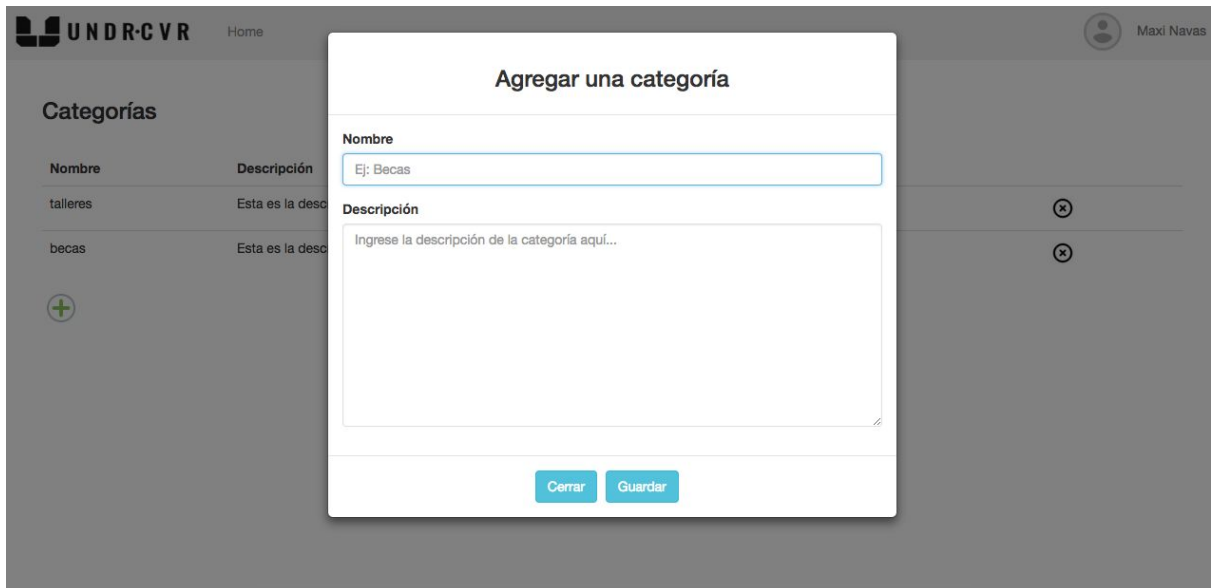 UNDR·CVR Home Maxi Navas
Agregar una categoría
Categorías
Nombre
Ej: Becas
Descripción
Ingrese la descripción de la categoría aquí...
Nombre Descripción
talleres Esta es la desc
becas Esta es la desc
Cerrar Guardar